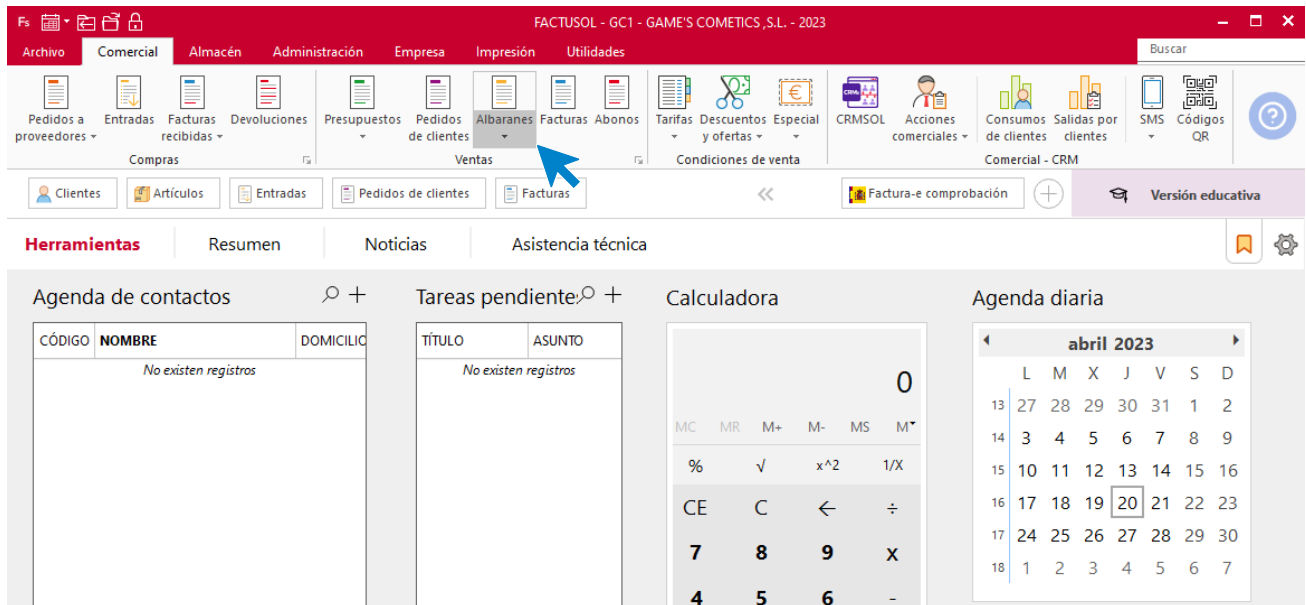 Fs FACTUSOL - GC1 - GAME'S COMETICS ,S.L. - 2023
Archivo Comercial Almacén Administración Empresa Impresión Utilidades Buscar
Pedidos a proveedores Entradas Facturas recibidas Devoluciones Presupuestos Pedidos de clientes Albaranes Facturas Abonos Tarifas Descuentos y ofertas Especial CRMSOL Acciones comerciales Consumos de clientes Salidas por clientes SMS Códigos QR
Compras Ventas Condiciones de venta Comercial - CRM
Clientes Artículos Entradas Pedidos de clientes Facturas Factura-e comprobación Versión educativa
Herramientas Resumen Noticias Asistencia técnica
Agenda de contactos Tareas pendiente Calculadora Agenda diaria
CÓDIGO NOMBRE DOMICILIO TÍTULO ASUNTO abril 2023
No existen registros No existen registros
0
L M X J V S D
13 27 28 29 30 31 1 2
MC MR M+ M- MS M
14 3 4 5 6 7 8 9
% √ x^2 1/X
15 10 11 12 13 14 15 16
CE C ← ÷
16 17 18 19 20 21 22 23
17 24 25 26 27 28 29 30
7 8 9 x
18 1 2 3 4 5 6 7
4 5 6 -